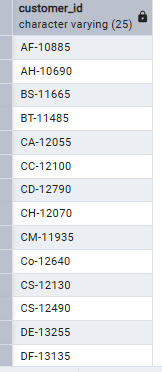 customer_id
character varying (25)
AF-10885
AH-10690
BS-11665
BT-11485
CA-12055
CC-12100
CD-12790
CH-12070
CM-11935
Co-12640
CS-12130
CS-12490
DE-13255
DF-13135